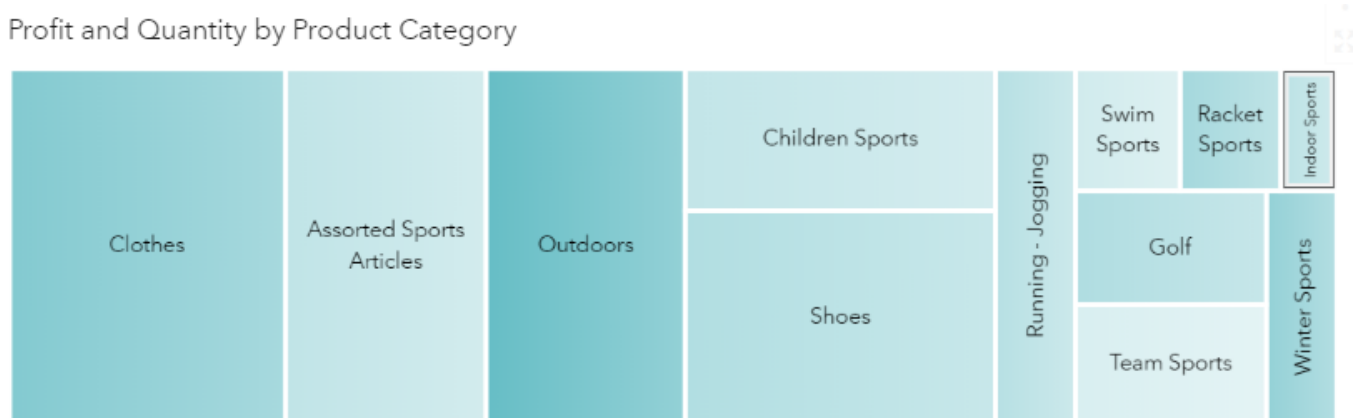 Profit and Quantity by Product Category
Clothes
Assorted Sports
Articles
Outdoors
Children Sports
Shoes
Running - Jogging
Swim
Sports
Racket
Sports
Indoor Sports
Golf
Team Sports
Winter Sports